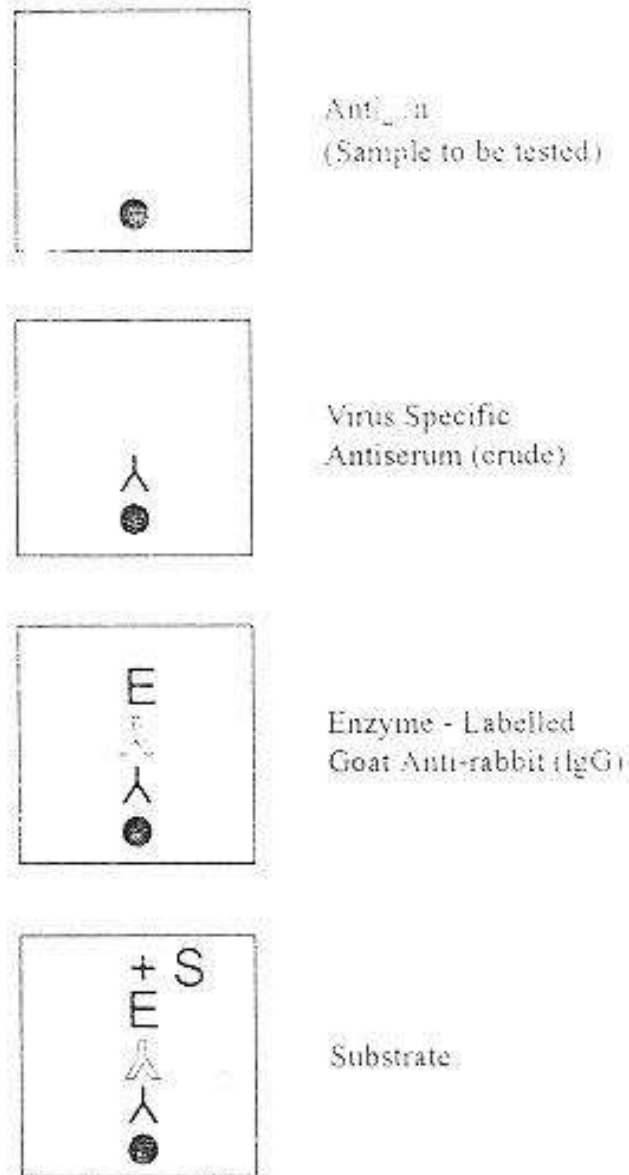 (Sample to be tested)
Virus Specific
Antiserum (crude)
E
Enzyme - Labelled
Goat Anti-rabbit (IgG)
+ S
E
Substrate